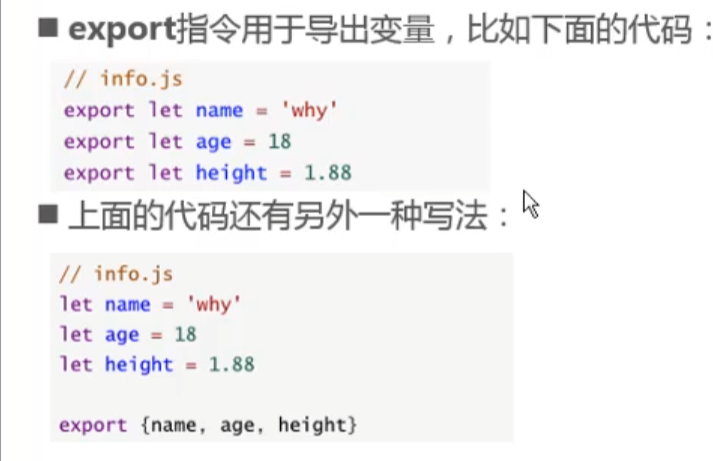 ■ export指令用于导出变量，比如下面的代码：
// info.js
export let name = 'why'
export let age = 18
export let height = 1.88
■ 上面的代码还有另外一种写法：
// info.js
let name = 'why'
let age = 18
let height = 1.88
export {name, age, height}